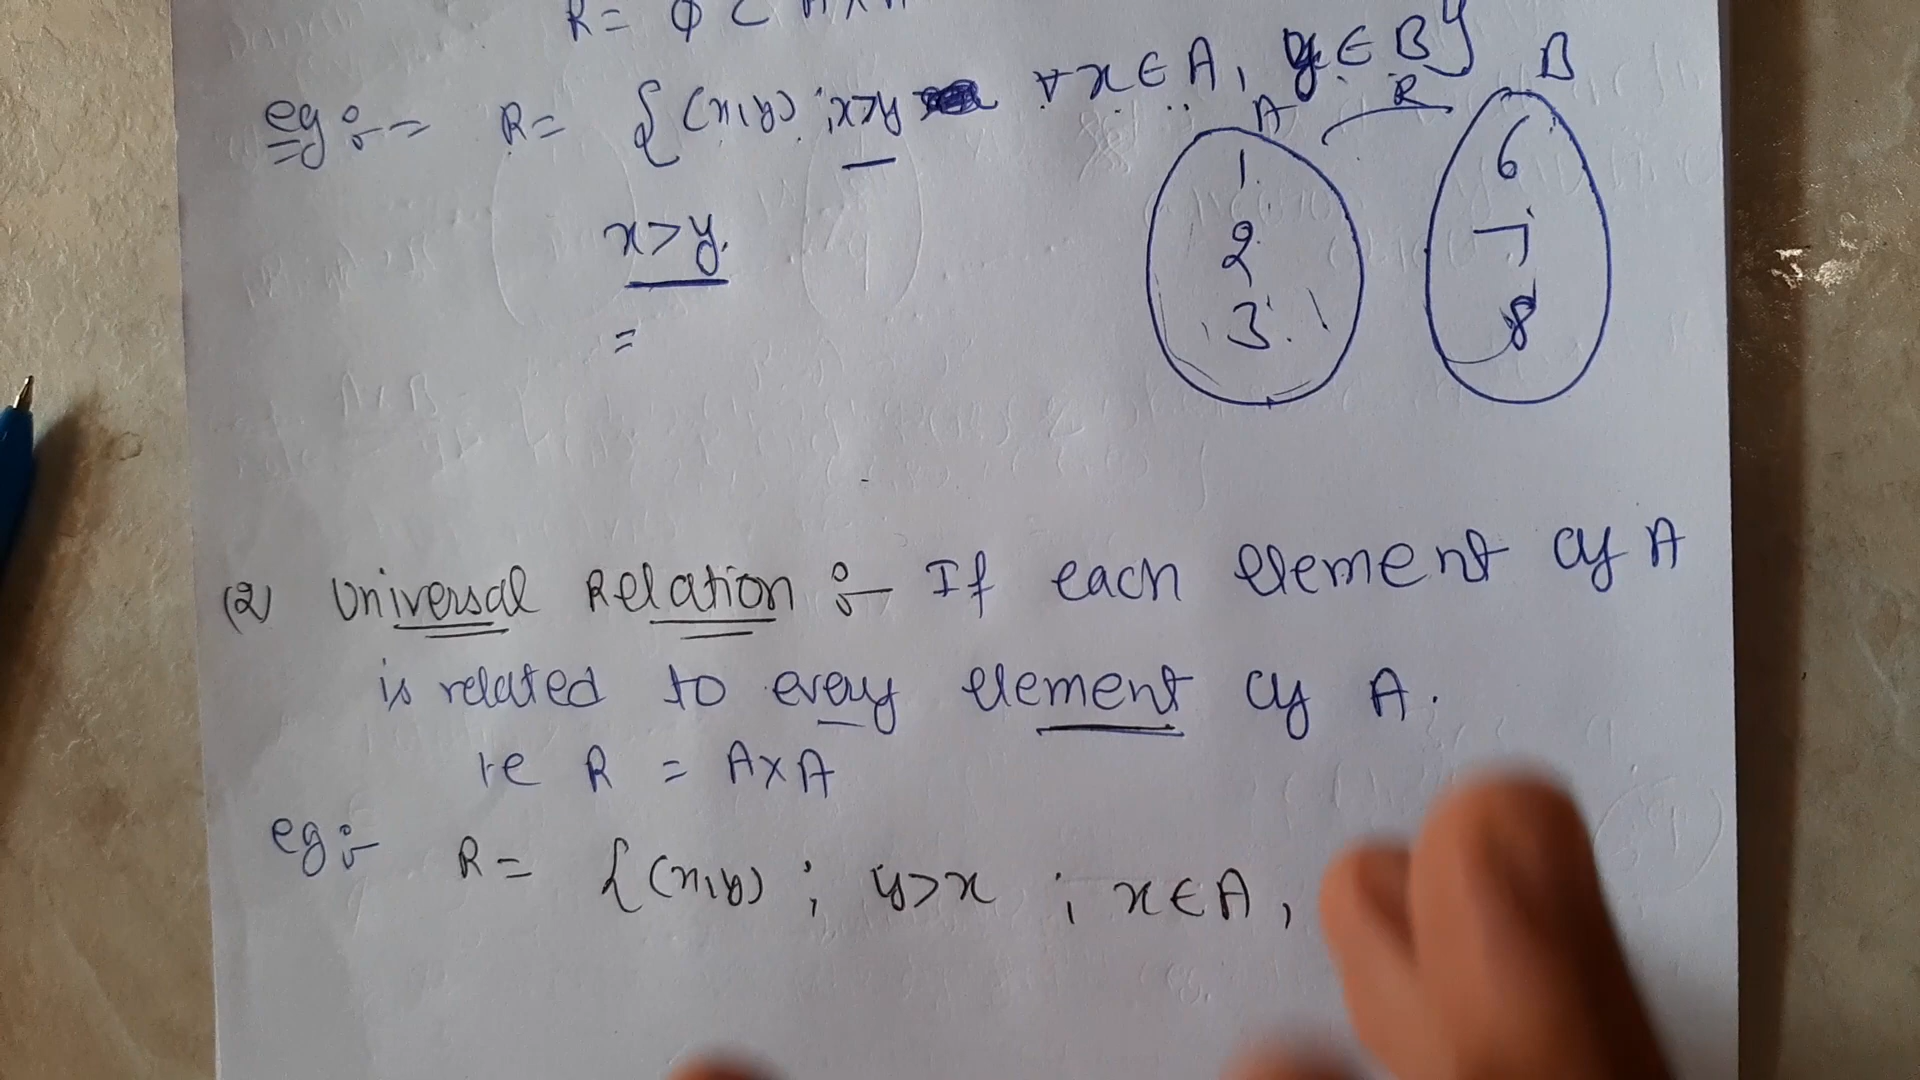 R = ϕ ⊂ A×A
eg :- R = {(x,y) ; x>y ∀ x ∈ A, y ∈ B}
x>y.
=
A R B
1 6
2 7
3 8
(2) Universal Relation :- If each element of A
is related to every element of A.
ie R = A×A
eg :- R = {(x,y) ; y>x ; x ∈ A,